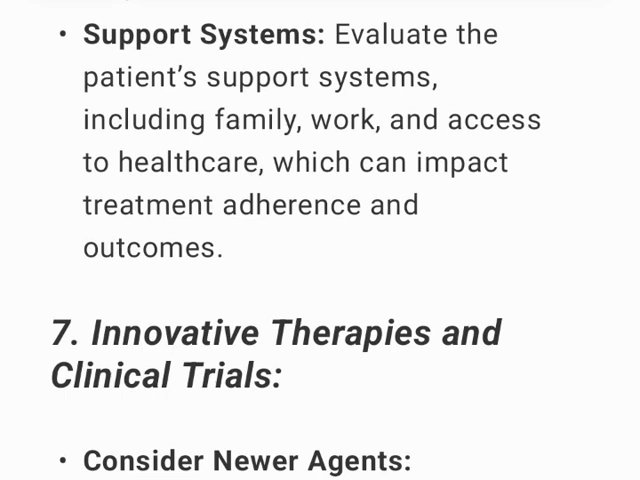 • Support Systems: Evaluate the
patient’s support systems,
including family, work, and access
to healthcare, which can impact
treatment adherence and
outcomes.
7. Innovative Therapies and
Clinical Trials:
• Consider Newer Agents: